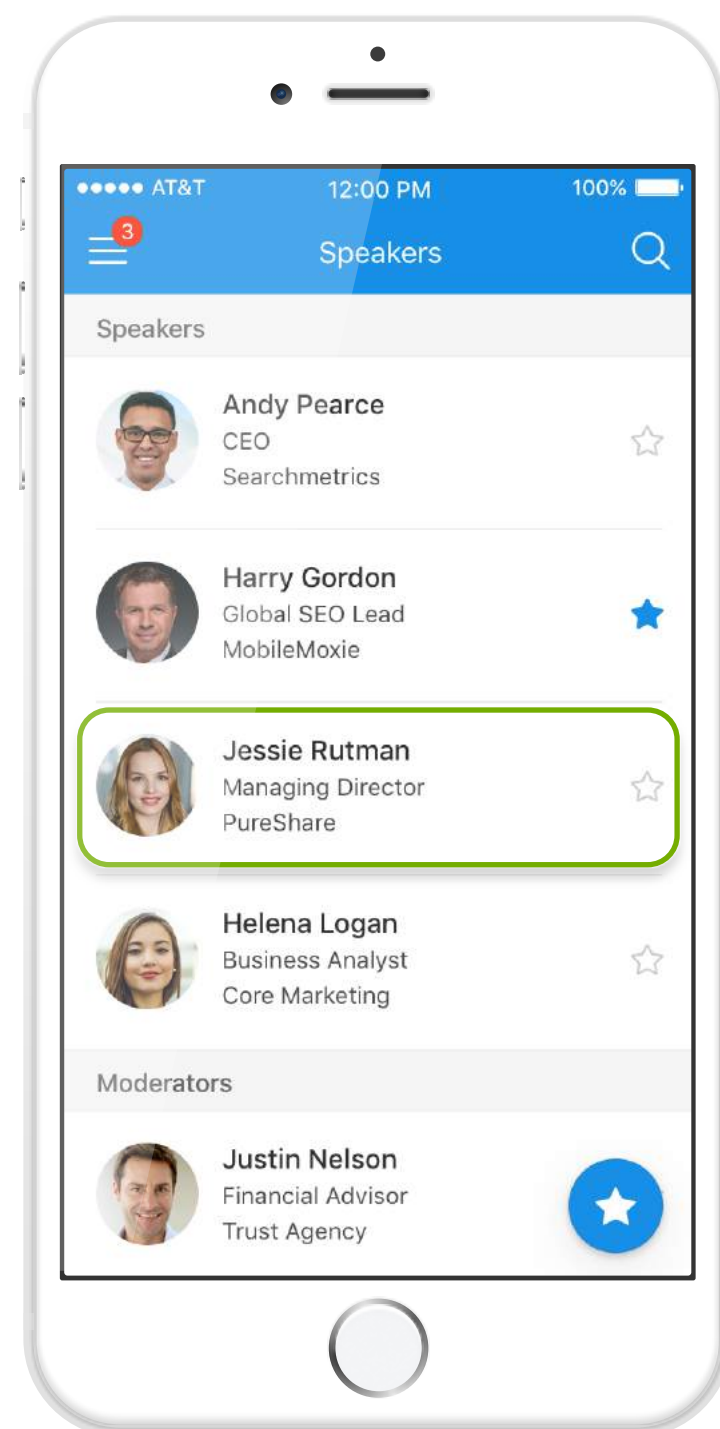 AT&T 12:00 PM 100%
3
Speakers
Speakers
Andy Pearce
CEO
Searchmetrics
Harry Gordon
Global SEO Lead
MobileMoxie
Jessie Rutman
Managing Director
PureShare
Helena Logan
Business Analyst
Core Marketing
Moderators
Justin Nelson
Financial Advisor
Trust Agency